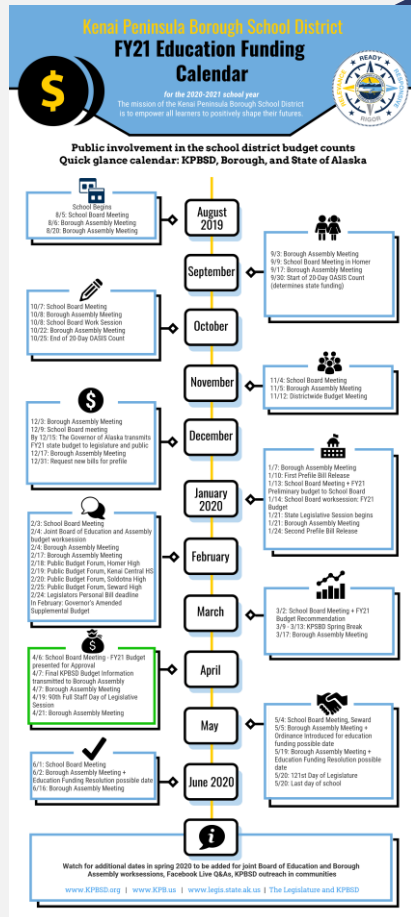 Kenai Peninsula Borough School District
FY21 Education Funding
Calendar
for the 2020-2021 school year
The mission of the Kenai Peninsula Borough School District
is to empower all learners to positively shape their futures.
$
READY
RELEVANCE
RESPONSIVE
RIGOR
Public involvement in the school district budget counts
Quick glance calendar: KPBSD, Borough, and State of Alaska
August
2019
School Begins
8/5: School Board Meeting
8/6: Borough Assembly Meeting
8/20: Borough Assembly Meeting
September
9/3: Borough Assembly Meeting
9/9: School Board Meeting in Homer
9/17: Borough Assembly Meeting
9/30: Start of 20-Day OASIS Count
(determines state funding)
October
10/7: School Board Meeting
10/8: Borough Assembly Meeting
10/8: School Board Work Session
10/22: Borough Assembly Meeting
10/25: End of 20-Day OASIS Count
November
11/4: School Board Meeting
11/5: Borough Assembly Meeting
11/12: Districtwide Budget Meeting
December
$
12/3: Borough Assembly Meeting
12/9: School Board meeting
By 12/15: The Governor of Alaska transmits
FY21 state budget to legislature and public
12/17: Borough Assembly Meeting
12/31: Request new bills for prefile
January
2020
1/7: Borough Assembly Meeting
1/10: First Prefile Bill Release
1/13: School Board Meeting + FY21
Preliminary budget to School Board
1/14: School Board worksession: FY21
Budget
1/21: State Legislative Session begins
1/21: Borough Assembly Meeting
1/24: Second Prefile Bill Release
February
2/3: School Board Meeting
2/4: Joint Board of Education and Assembly
budget worksession
2/4: Borough Assembly Meeting
2/17: Borough Assembly Meeting
2/18: Public Budget Forum, Homer High
2/19: Public Budget Forum, Kenai Central HS
2/20: Public Budget Forum, Soldotna High
2/25: Public Budget Forum, Seward High
2/24: Legislators Personal Bill deadline
In February: Governor's Amended
Supplemental Budget
March
3/2: School Board Meeting + FY21
Budget Recommendation
3/9 - 3/13: KPSBD Spring Break
3/17: Borough Assembly Meeting
April
$
4/6: School Board Meeting - FY21 Budget
presented for Approval
4/7: Final KPBSD Budget Information
transmitted to Borough Assembly
4/7: Borough Assembly Meeting
4/19: 90th Full Staff Day of Legislative
Session
4/21: Borough Assembly Meeting
May
5/4: School Board Meeting, Seward
5/5: Borough Assembly Meeting +
Ordinance Introduced for education
funding possible date
5/19: Borough Assembly Meeting +
Education Funding Resolution possible
date
5/20: 121st Day of Legislature
5/20: Last day of school
June 2020
6/1: School Board Meeting
6/2: Borough Assembly Meeting +
Education Funding Resolution possible date
6/16: Borough Assembly Meeting
i
Watch for additional dates in spring 2020 to be added for joint Board of Education and Borough
Assembly worksessions, Facebook Live Q&As, KPBSD outreach in communities
www.KPBSD.org | www.KPB.us | www.legis.state.ak.us | The Legislature and KPBSD